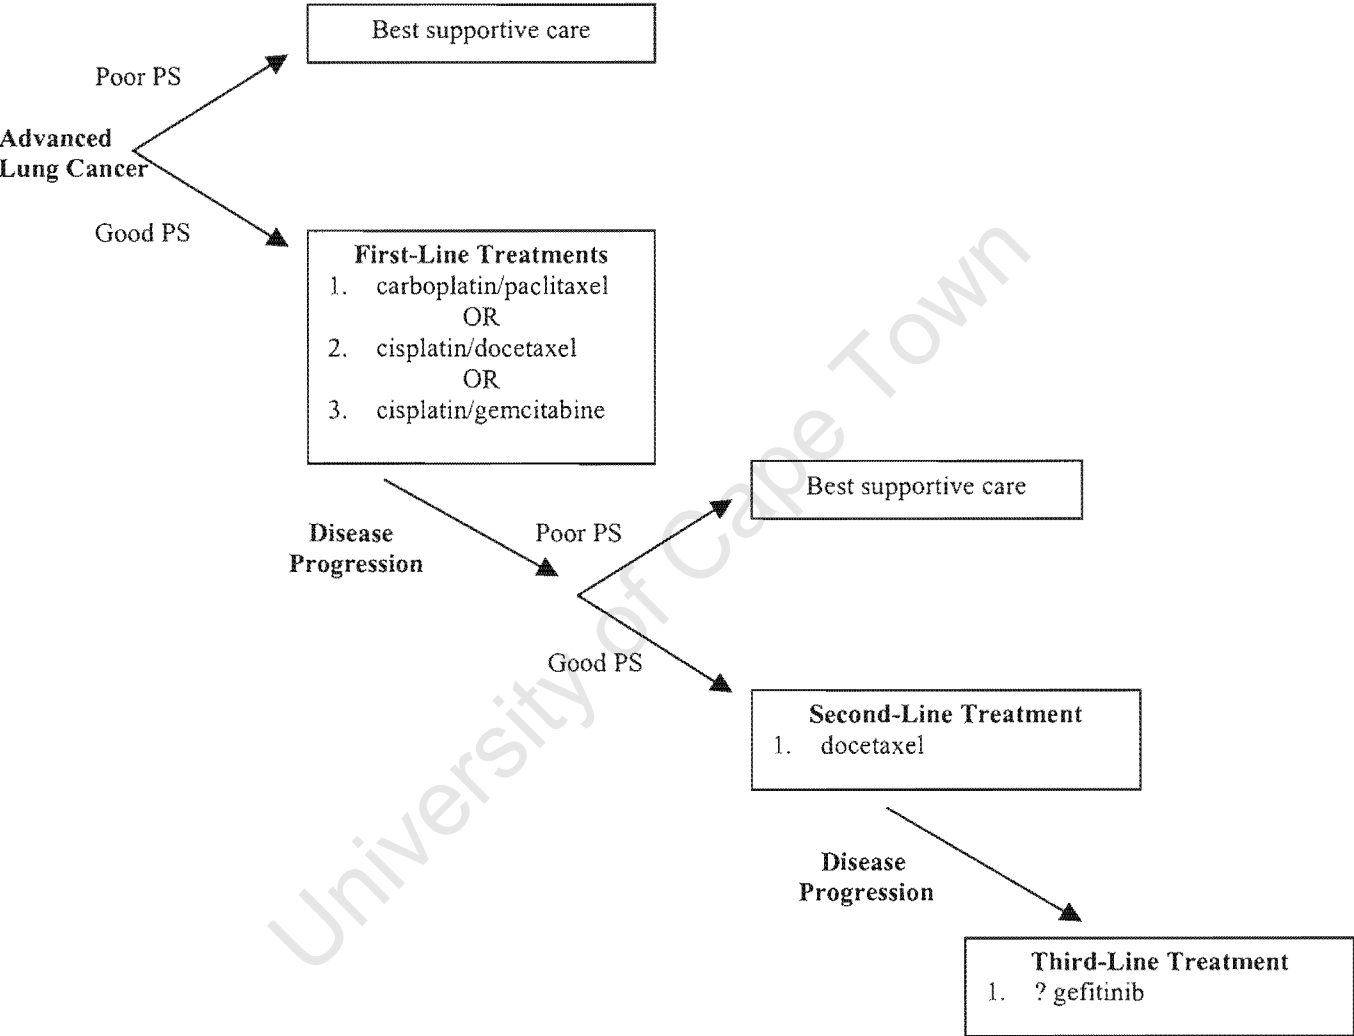 Best supportive care
Poor PS
Advanced
Lung Cancer
Good PS
First-Line Treatments
1. carboplatin/paclitaxel
OR
2. cisplatin/docetaxel
OR
3. cisplatin/gemcitabine
Best supportive care
Disease
Progression
Poor PS
Good PS
Second-Line Treatment
1. docetaxel
Disease
Progression
Third-Line Treatment
1. ? gefitinib
University of Cape Town